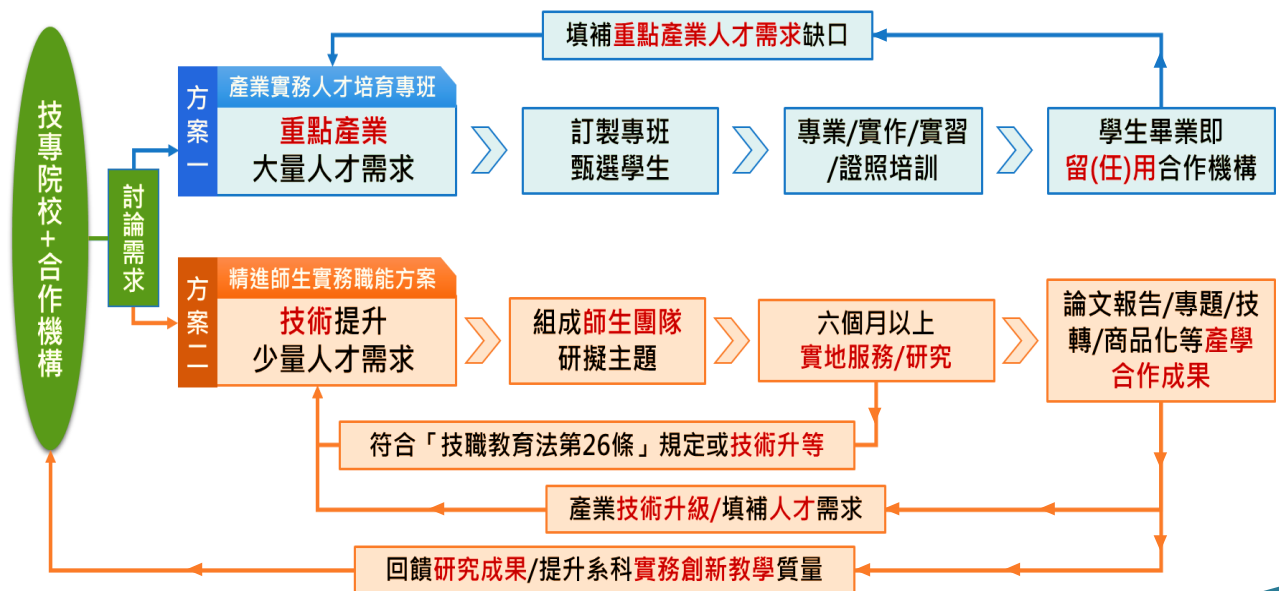 技專院校+合作機構
討論需求
填補重點產業人才需求缺口
方案一
產業實務人才培育專班
重點產業
大量人才需求
訂製專班
甄選學生
專業/實作/實習
/證照培訓
學生畢業即
留(任)用合作機構
方案二
精進師生實務職能方案
技術提升
少量人才需求
組成師生團隊
研擬主題
六個月以上
實地服務/研究
論文報告/專題/技
轉/商品化等產學
合作成果
符合「技職教育法第26條」規定或技術升等
產業技術升級/填補人才需求
回饋研究成果/提升系科實務創新教學質量